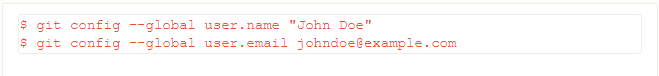 $ git config --global user.name "John Doe"
$ git config --global user.email johndoe@example.com